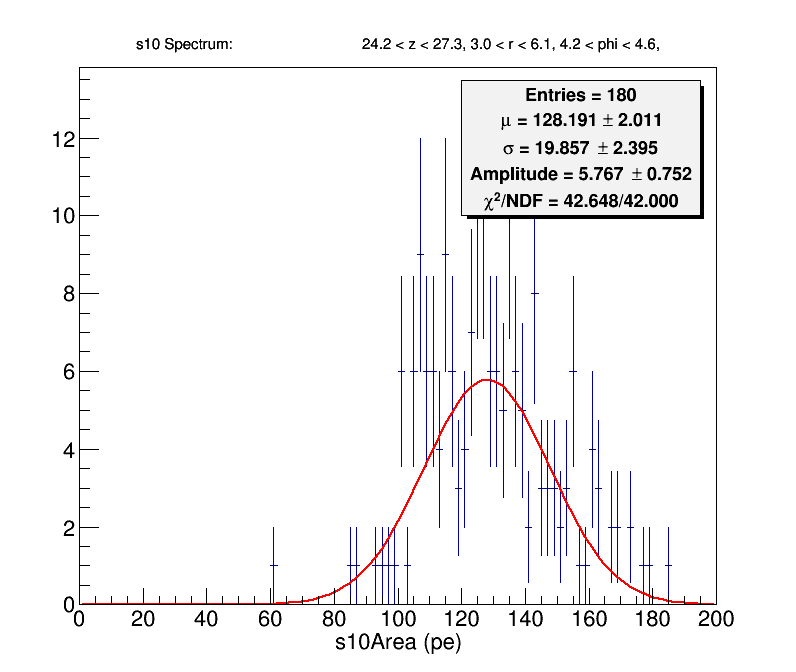 s10 Spectrum: 24.2 < z < 27.3, 3.0 < r < 6.1, 4.2 < phi < 4.6,
Entries = 180
μ = 128.191 ± 2.011
σ = 19.857 ± 2.395
Amplitude = 5.767 ± 0.752
χ²/NDF = 42.648/42.000
12
10
8
6
4
2
0
0 20 40 60 80 100 120 140 160 180 200
s10Area (pe)